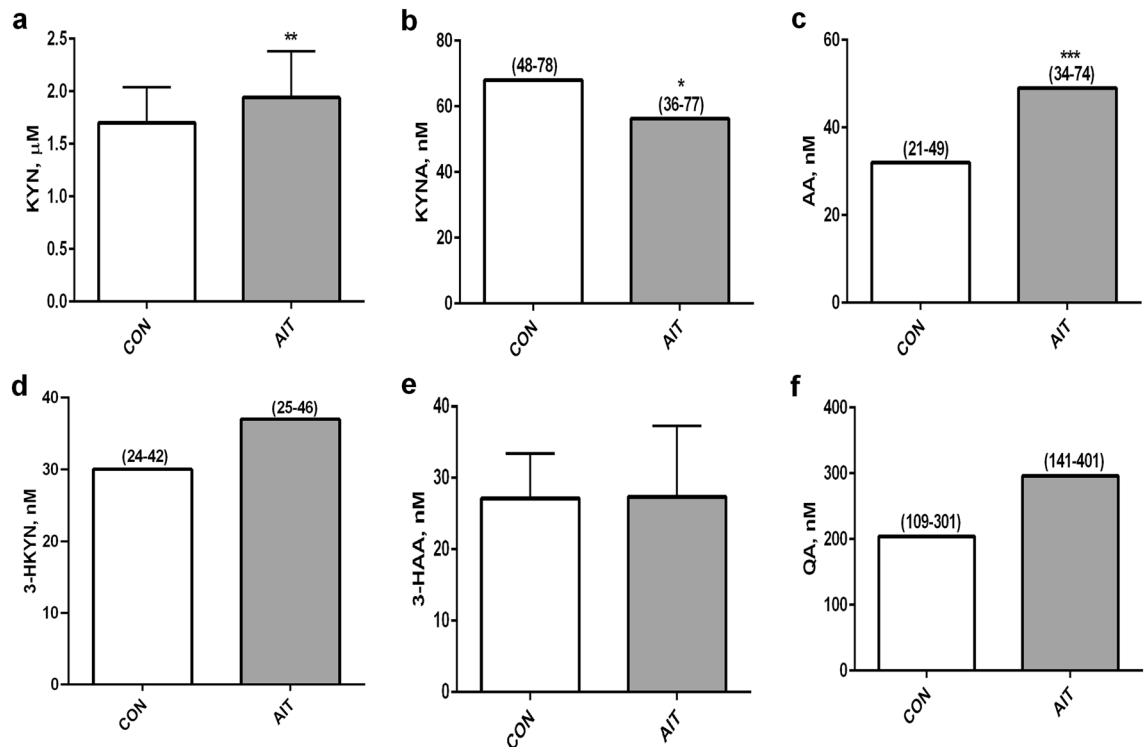 a
KYN, μM
2.5
2.0
1.5
1.0
0.5
0.0
**
CON
AIT
b
KYNA, nM
80
60
40
20
0
(48-78)
*
(36-77)
CON
AIT
c
AA, nM
60
40
20
0
(21-49)
***
(34-74)
CON
AIT
d
3-HKYN, nM
40
30
20
10
0
(24-42)
(25-46)
CON
AIT
e
3-HAA, nM
40
30
20
10
0
CON
AIT
f
QA, nM
400
300
200
100
0
(109-301)
(141-401)
CON
AIT